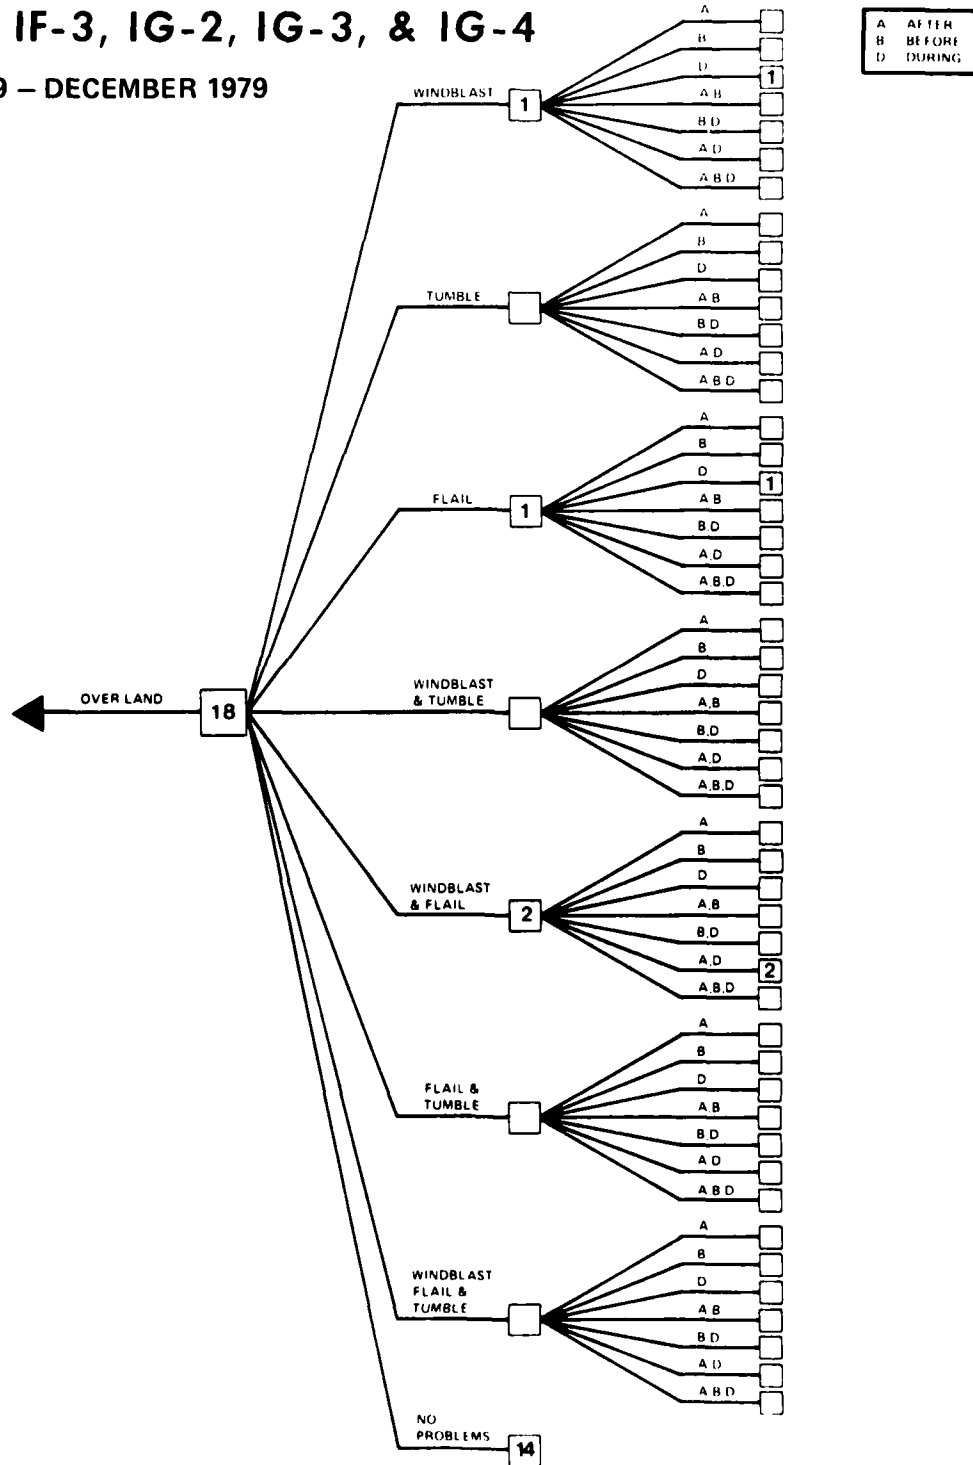 IF-3, IG-2, IG-3, & IG-4
9 – DECEMBER 1979
A AFTER
B BEFORE
D DURING
WINDBLAST
1
A
B
D
1
A B
B D
A D
A B D
TUMBLE
A
B
D
A B
B D
A D
A B D
FLAIL
1
A
B
D
1
A B
B.D
A,D
A,B,D
OVER LAND
18
WINDBLAST
& TUMBLE
A
B
D
A,B
B,D
A,D
A,B,D
WINDBLAST
& FLAIL
2
A
B
D
A,B
B,D
A,D
2
A,B,D
FLAIL &
TUMBLE
A
B
D
A,B
B,D
A D
A B D
WINDBLAST
FLAIL &
TUMBLE
A
B
D
A B
B D
A D
A B D
NO
PROBLEMS
14